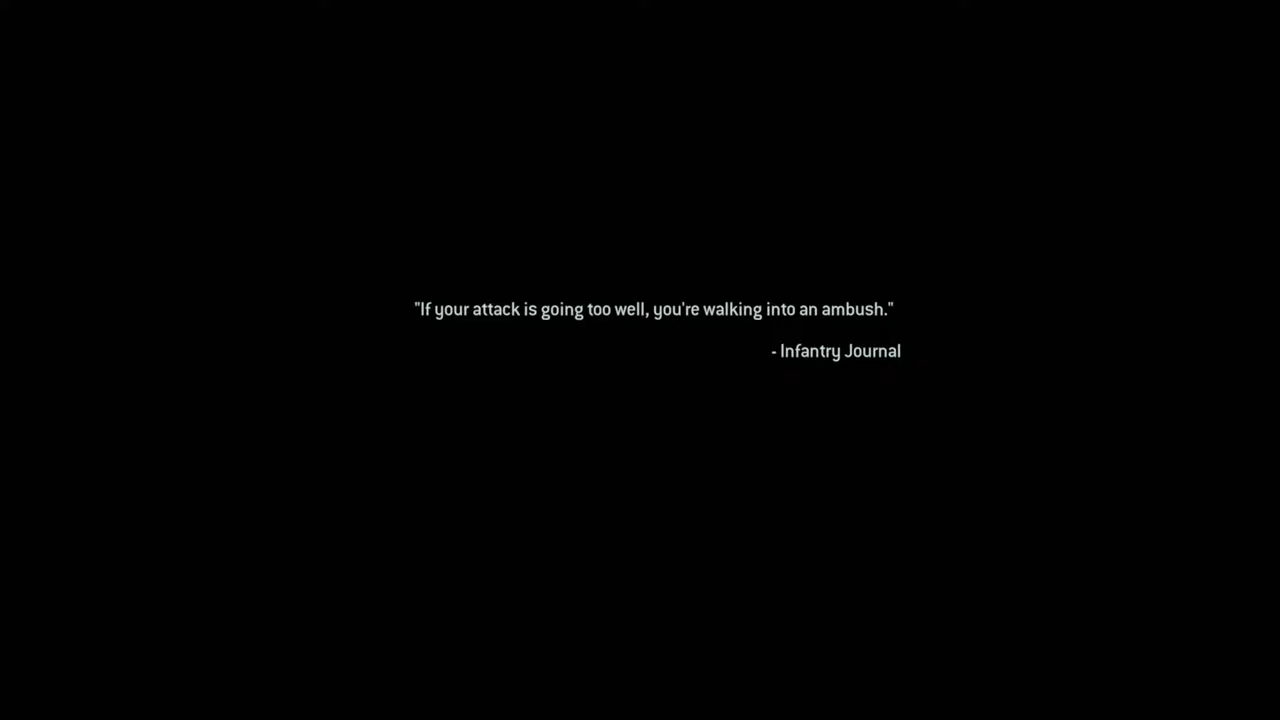 "If your attack is going too well, you're walking into an ambush."
- Infantry Journal